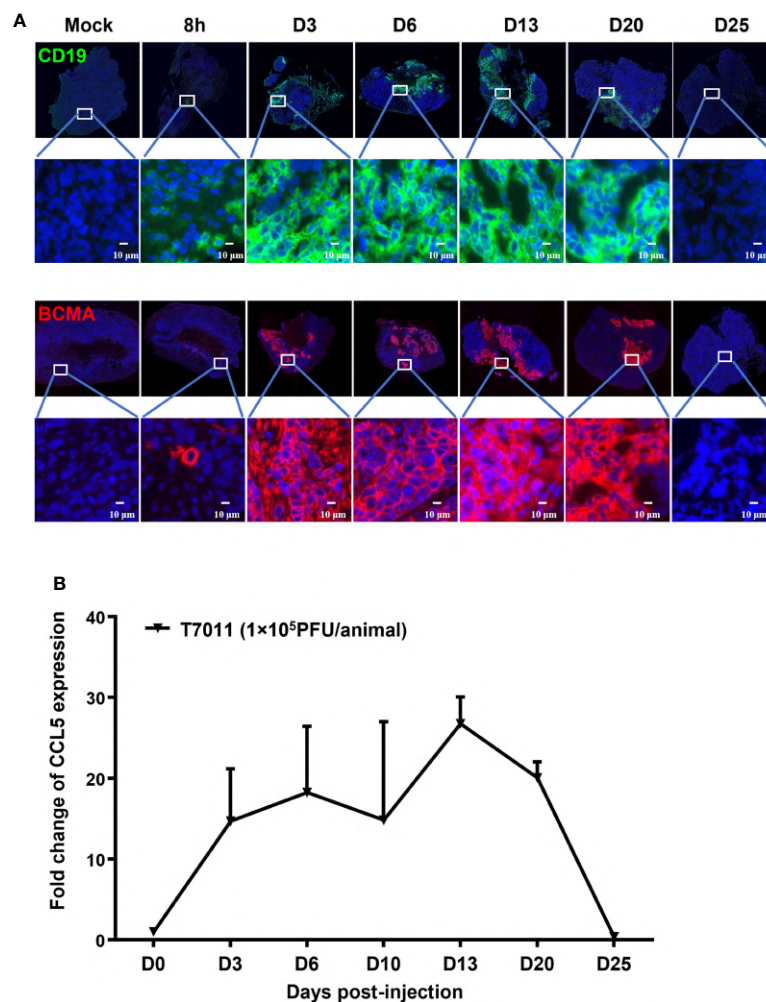 A
Mock 8h D3 D6 D13 D20 D25
CD19
10 μm 10 μm 10 μm 10 μm 10 μm 10 μm 10 μm
BCMA
10 μm 10 μm 10 μm 10 μm 10 μm 10 μm 10 μm
B
Fold change of CCL5 expression
40
30
20
10
0
T7011 (1×10⁵PFU/animal)
D0 D3 D6 D10 D13 D20 D25
Days post-injection